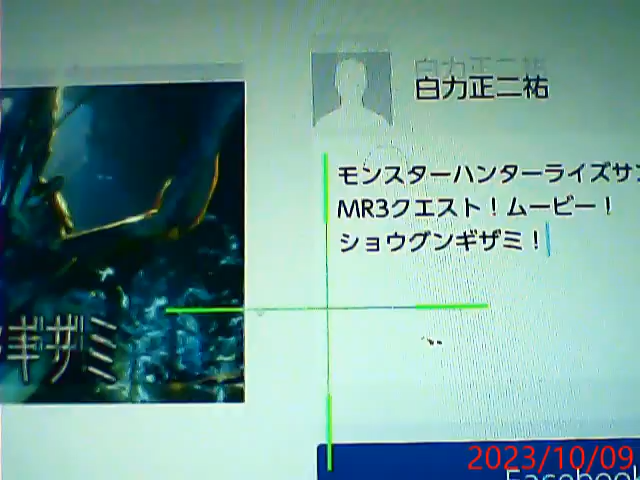 白力正二祐
モンスターハンターライズサン
MR3クエスト！ムービー！
ショウグンギザミ！
ギザミ
2023/10/09
Facebook